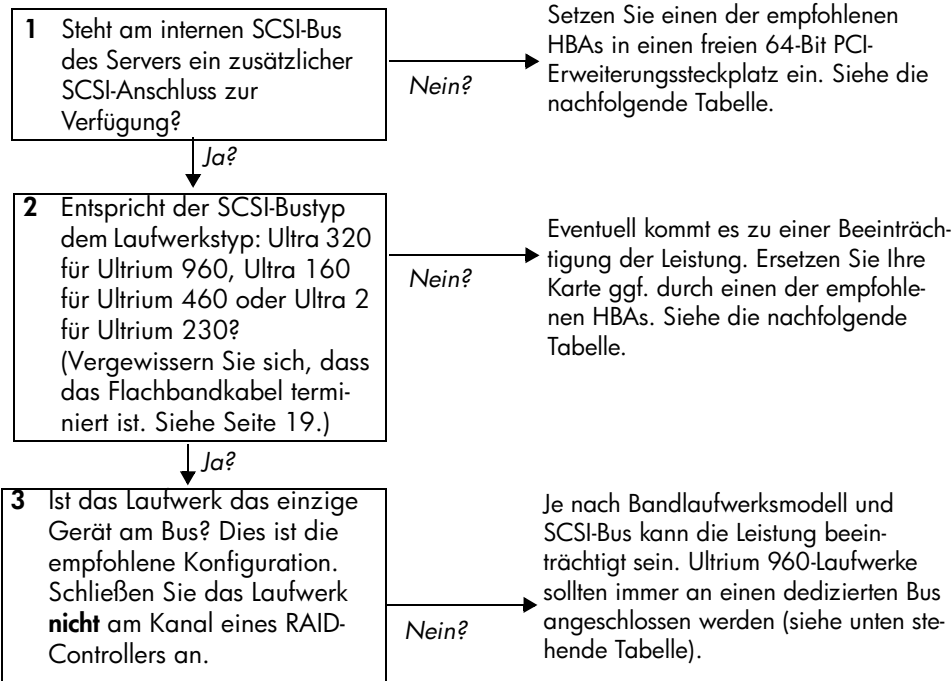 1 Steht am internen SCSI-Bus
des Servers ein zusätzlicher
SCSI-Anschluss zur
Verfügung?
Nein?
Setzen Sie einen der empfohlenen
HBAs in einen freien 64-Bit PCI-
Erweiterungssteckplatz ein. Siehe die
nachfolgende Tabelle.
Ja?
2 Entspricht der SCSI-Bustyp
dem Laufwerkstyp: Ultra 320
für Ultrium 960, Ultra 160
für Ultrium 460 oder Ultra 2
für Ultrium 230?
(Vergewissern Sie sich, dass
das Flachbandkabel termi-
niert ist. Siehe Seite 19.)
Nein?
Eventuell kommt es zu einer Beeinträch-
tigung der Leistung. Ersetzen Sie Ihre
Karte ggf. durch einen der empfohle-
nen HBAs. Siehe die nachfolgende
Tabelle.
Ja?
3 Ist das Laufwerk das einzige
Gerät am Bus? Dies ist die
empfohlene Konfiguration.
Schließen Sie das Laufwerk
nicht am Kanal eines RAID-
Controllers an.
Nein?
Je nach Bandlaufwerksmodell und
SCSI-Bus kann die Leistung beein-
trächtigt sein. Ultrium 960-Laufwerke
sollten immer an einen dedizierten Bus
angeschlossen werden (siehe unten ste-
hende Tabelle).